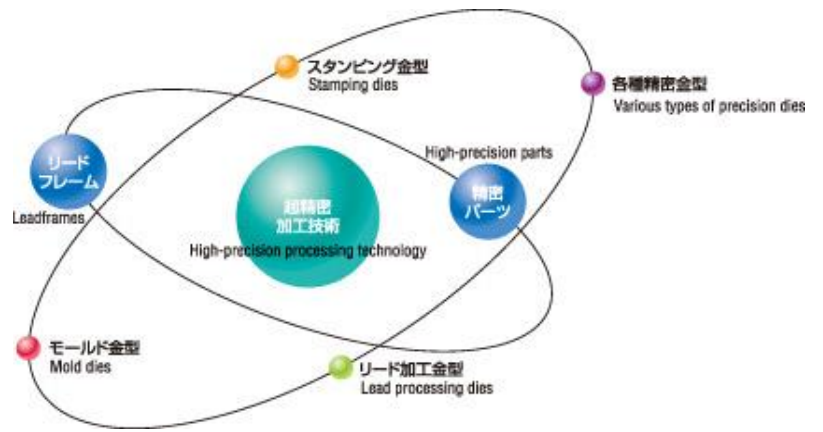 スタンピング金型
Stamping dies
各種精密金型
Various types of precision dies
リード
フレーム
Leadframes
High-precision parts
精密
パーツ
超精密
加工技術
High-precision processing technology
モールド金型
Mold dies
リード加工金型
Lead processing dies